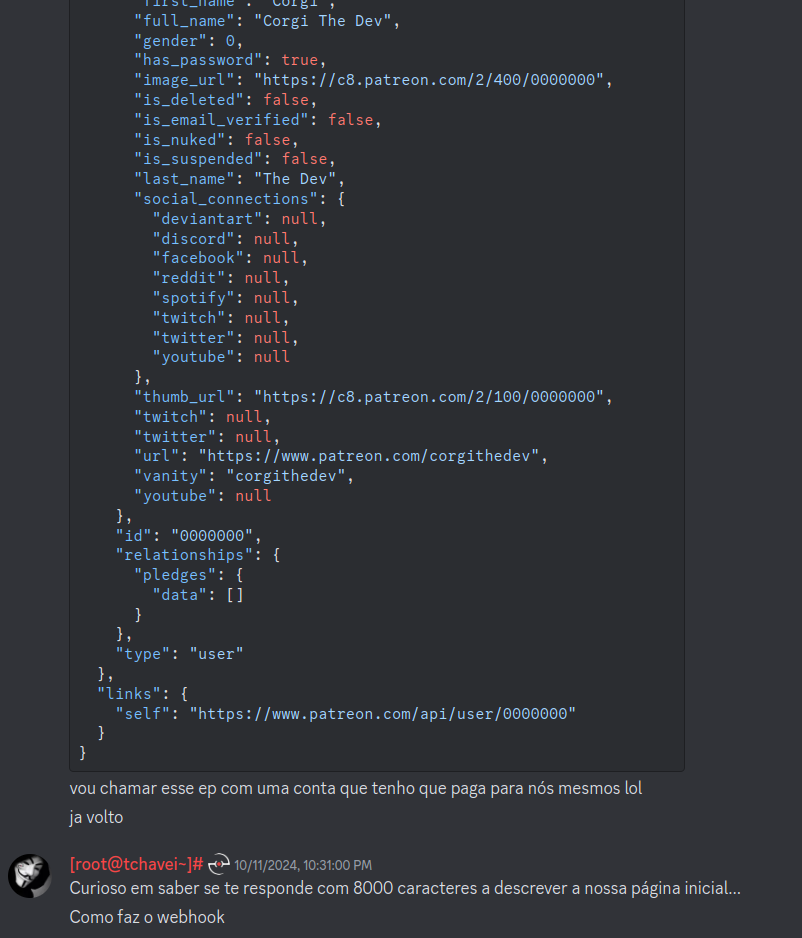 "first_name": "Corgi",
"full_name": "Corgi The Dev",
"gender": 0,
"has_password": true,
"image_url": "https://c8.patreon.com/2/400/0000000",
"is_deleted": false,
"is_email_verified": false,
"is_nuked": false,
"is_suspended": false,
"last_name": "The Dev",
"social_connections": {
"deviantart": null,
"discord": null,
"facebook": null,
"reddit": null,
"spotify": null,
"twitch": null,
"twitter": null,
"youtube": null
},
"thumb_url": "https://c8.patreon.com/2/100/0000000",
"twitch": null,
"twitter": null,
"url": "https://www.patreon.com/corgithedev",
"vanity": "corgithedev",
"youtube": null
},
"id": "0000000",
"relationships": {
"pledges": {
"data": []
}
},
"type": "user"
},
"links": {
"self": "https://www.patreon.com/api/user/0000000"
}
}
vou chamar esse ep com uma conta que tenho que paga para nós mesmos lol
ja volto
[root@tchavei~]# 10/11/2024, 10:31:00 PM
Curioso em saber se te responde com 8000 caracteres a descrever a nossa página inicial...
Como faz o webhook